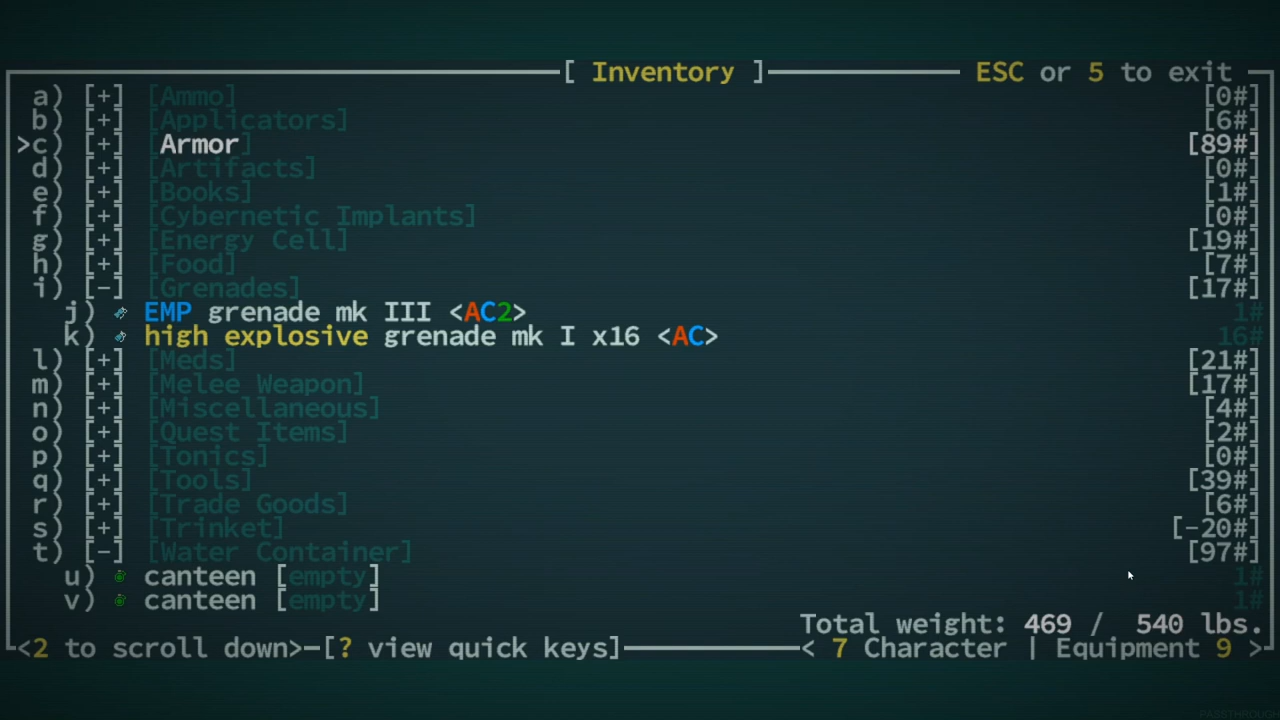 [ Inventory ] ESC or 5 to exit
a) [+] [Ammo] [0#]
b) [+] [Applicators] [6#]
>c) [+] [Armor] [89#]
d) [+] [Artifacts] [0#]
e) [+] [Books] [1#]
f) [+] [Cybernetic Implants] [0#]
g) [+] [Energy Cell] [19#]
h) [+] [Food] [7#]
i) [-] [Grenades] [17#]
j) EMP grenade mk III <AC2> 1#
k) high explosive grenade mk I x16 <AC> 16#
l) [+] [Meds] [21#]
m) [+] [Melee Weapon] [17#]
n) [+] [Miscellaneous] [4#]
o) [+] [Quest Items] [2#]
p) [+] [Tonics] [0#]
q) [+] [Tools] [39#]
r) [+] [Trade Goods] [6#]
s) [+] [Trinket] [-20#]
t) [-] [Water Container] [97#]
u) canteen [empty] 1#
v) canteen [empty] 1#
Total weight: 469 / 540 lbs.
<2 to scroll down> [? view quick keys] < 7 Character | Equipment 9 >
PASSTHROUGH